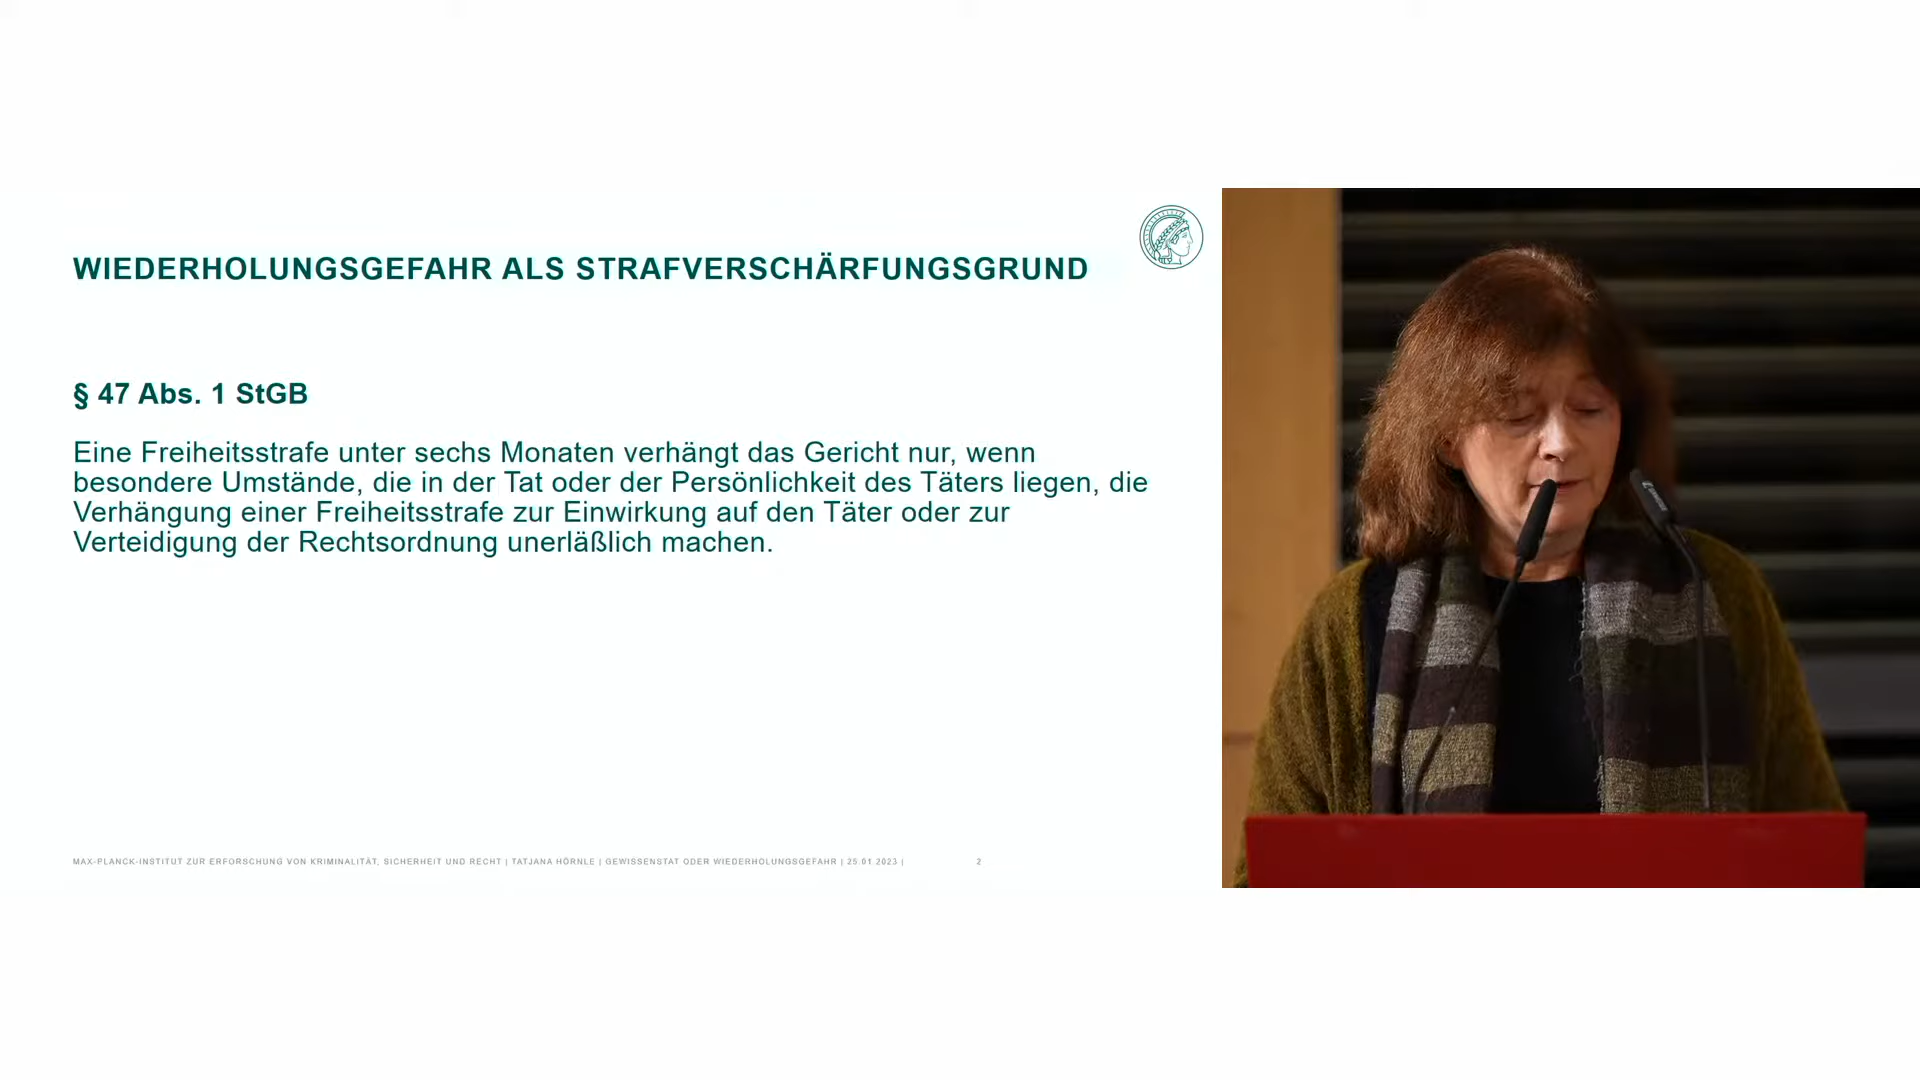 WIEDERHOLUNGSGEFAHR ALS STRAFVERSCHÄRFUNGSGRUND
§ 47 Abs. 1 StGB
Eine Freiheitsstrafe unter sechs Monaten verhängt das Gericht nur, wenn
besondere Umstände, die in der Tat oder der Persönlichkeit des Täters liegen, die
Verhängung einer Freiheitsstrafe zur Einwirkung auf den Täter oder zur
Verteidigung der Rechtsordnung unerläßlich machen.
MAX-PLANCK-INSTITUT ZUR ERFORSCHUNG VON KRIMINALITÄT, SICHERHEIT UND RECHT | TATJANA HÖRNLE | GEWISSENSTAT ODER WIEDERHOLUNGSGEFAHR | 25.01.2023 | 2